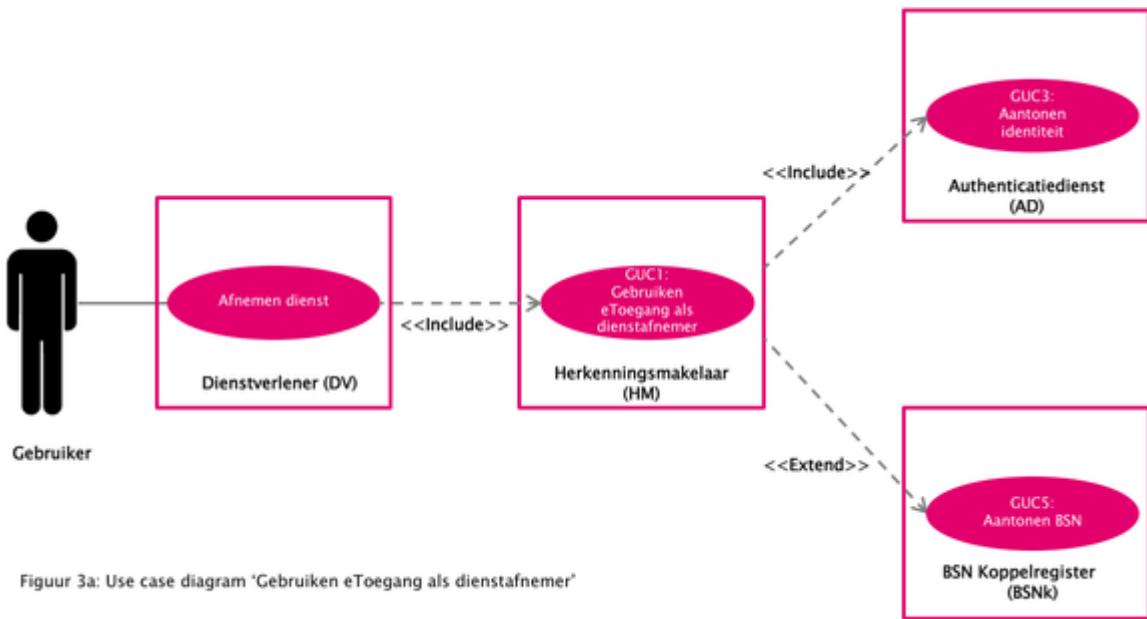 GUC3:
Aantonen
identiteit
<<Include>>
Authenticatiedienst
(AD)
Afnemen dienst
<<Include>>
GUC1:
Gebruiken
eToegang als
dienstafnemer
Dienstverlener (DV)
Herkenningsmakelaar
(HM)
Gebruiker
<<Extend>>
GUC5:
Aantonen BSN
BSN Koppelregister
(BSNk)
Figuur 3a: Use case diagram 'Gebruiken eToegang als dienstafnemer'